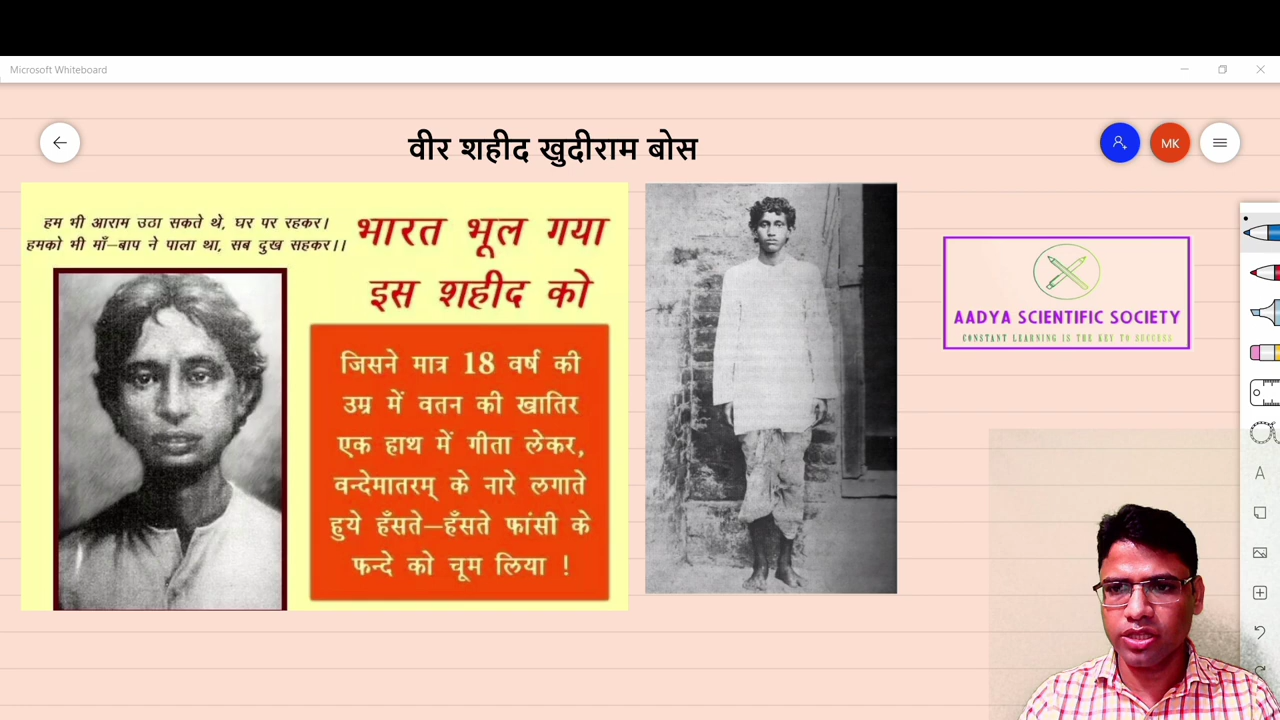 Microsoft Whiteboard
वीर शहीद खुदीराम बोस
MK
हम भी आराम उठा सकते थे, घर पर रहकर।
हमको भी माँ–बाप ने पाला था, सब दुख सहकर।।
भारत भूल गया
इस शहीद को
जिसने मात्र 18 वर्ष की
उम्र में वतन की खातिर
एक हाथ में गीता लेकर,
वन्देमातरम् के नारे लगाते
हुये हँसते–हँसते फांसी के
फन्दे को चूम लिया !
AADYA SCIENTIFIC SOCIETY
CONSTANT LEARNING IS THE KEY TO SUCCESS
A